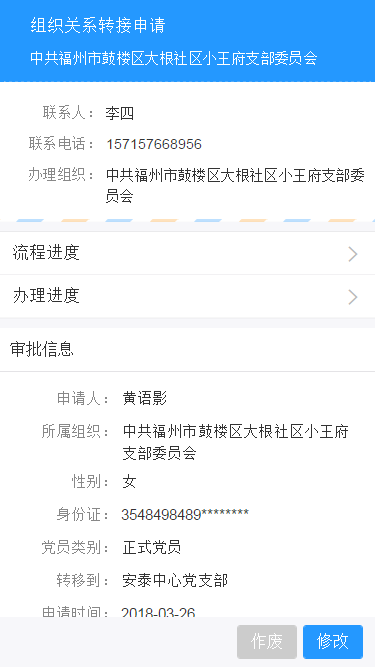 组织关系转接申请
中共福州市鼓楼区大根社区小王府支部委员会
联系人： 李四
联系电话： 157157668956
办理组织： 中共福州市鼓楼区大根社区小王府支部委
员会
流程进度
办理进度
审批信息
申请人： 黄语影
所属组织： 中共福州市鼓楼区大根社区小王府
支部委员会
性别： 女
身份证： 3548498489********
党员类别： 正式党员
转移到： 安泰中心党支部
申请时间： 2018-03-26
作废 修改